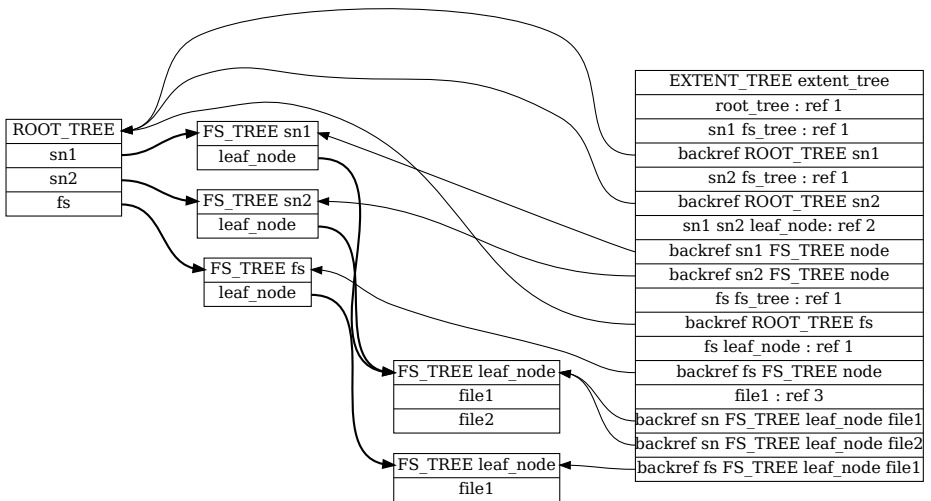 ROOT_TREE
sn1
sn2
fs
FS_TREE sn1
leaf_node
FS_TREE sn2
leaf_node
FS_TREE fs
leaf_node
FS_TREE leaf_node
file1
file2
FS_TREE leaf_node
file1
EXTENT_TREE extent_tree
root_tree : ref 1
sn1 fs_tree : ref 1
backref ROOT_TREE sn1
sn2 fs_tree : ref 1
backref ROOT_TREE sn2
sn1 sn2 leaf_node: ref 2
backref sn1 FS_TREE node
backref sn2 FS_TREE node
fs fs_tree : ref 1
backref ROOT_TREE fs
fs leaf_node : ref 1
backref fs FS_TREE node
file1 : ref 3
backref sn FS_TREE leaf_node file1
backref sn FS_TREE leaf_node file2
backref fs FS_TREE leaf_node file1